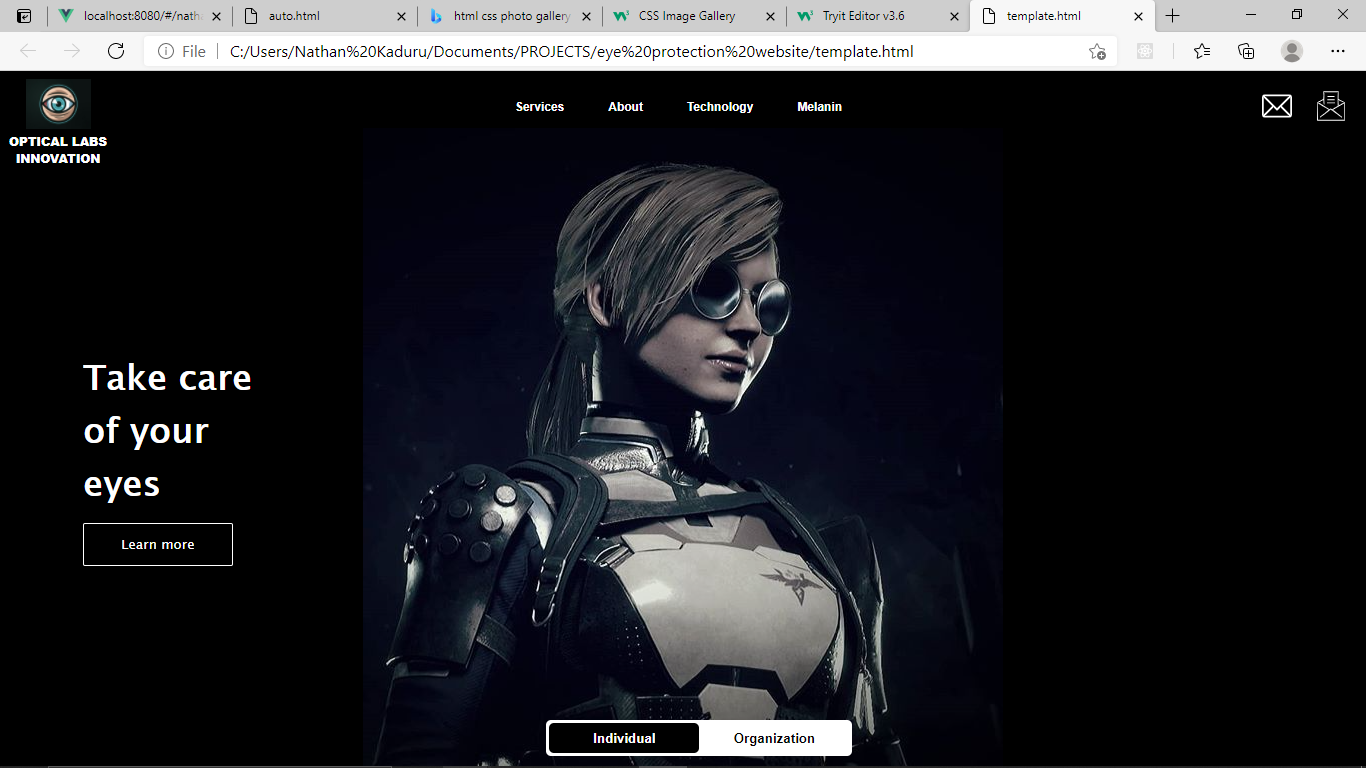 localhost:8080/#/nath
auto.html
html css photo gallery
CSS Image Gallery
Tryit Editor v3.6
template.html
File
C:/Users/Nathan%20Kaduru/Documents/PROJECTS/eye%20protection%20website/template.html
Services About Technology Melanin
OPTICAL LABS
INNOVATION
Take care
of your
eyes
Learn more
Individual Organization